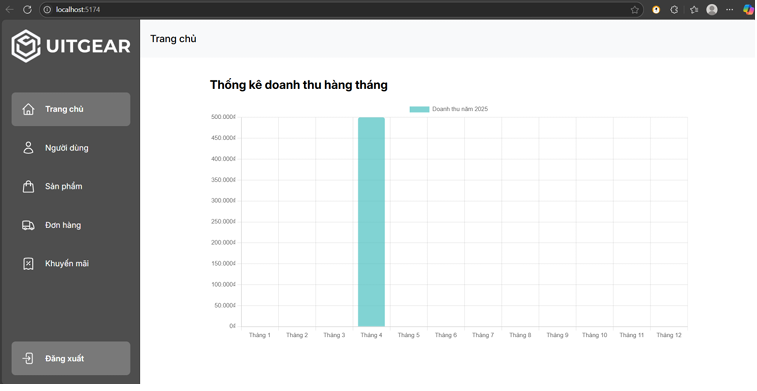 localhost:5174
UITGEAR
Trang chủ
Trang chủ
Người dùng
Sản phẩm
Đơn hàng
Khuyến mãi
Đăng xuất
Thống kê doanh thu hàng tháng
Doanh thu năm 2025
500.000₫
450.000₫
400.000₫
350.000₫
300.000₫
250.000₫
200.000₫
150.000₫
100.000₫
50.000₫
0₫
Tháng 1 Tháng 2 Tháng 3 Tháng 4 Tháng 5 Tháng 6 Tháng 7 Tháng 8 Tháng 9 Tháng 10 Tháng 11 Tháng 12